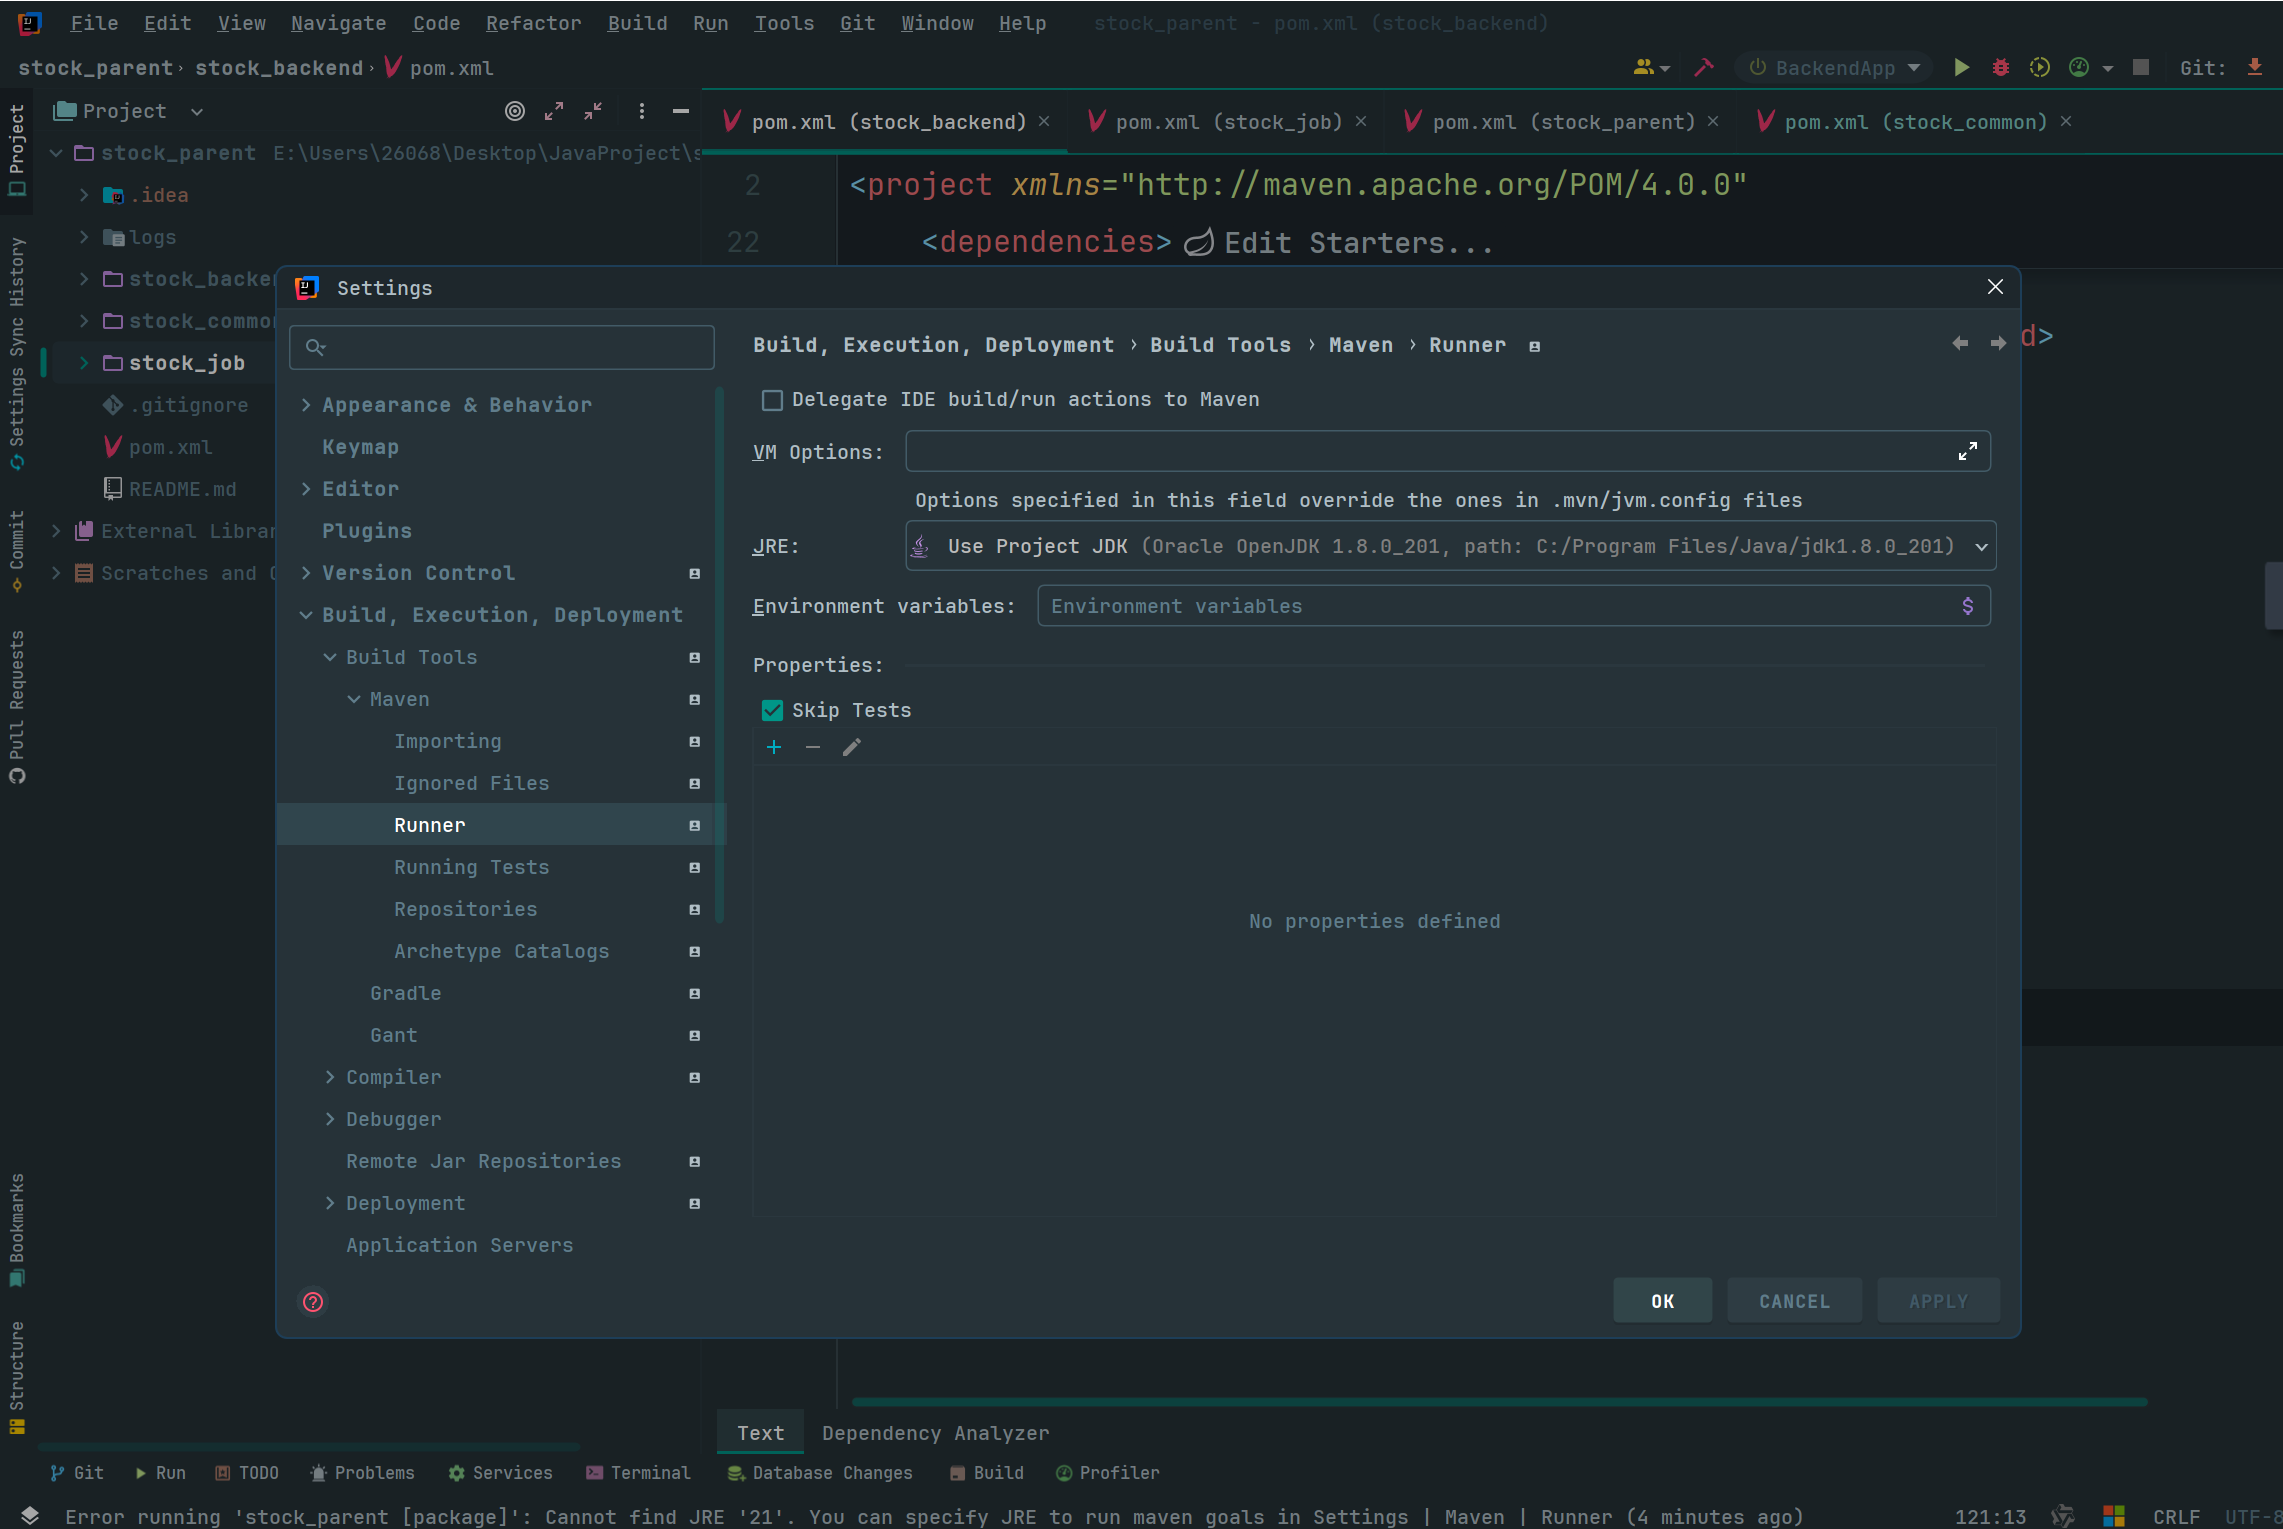 File Edit View Navigate Code Refactor Build Run Tools Git Window Help stock_parent - pom.xml (stock_backend)
stock_parent › stock_backend › pom.xml BackendApp Git:
Project
pom.xml (stock_backend) pom.xml (stock_job) pom.xml (stock_parent) pom.xml (stock_common)
stock_parent E:\Users\26068\Desktop\JavaProject\s
.idea
logs
stock_backe
stock_commo
stock_job
.gitignore
pom.xml
README.md
External Librar
Scratches and
2 <project xmlns="http://maven.apache.org/POM/4.0.0"
22 <dependencies> Edit Starters...
d>
Project
Settings Sync History
Commit
Pull Requests
Bookmarks
Structure
Settings
Appearance & Behavior
Keymap
Editor
Plugins
Version Control
Build, Execution, Deployment
Build Tools
Maven
Importing
Ignored Files
Runner
Running Tests
Repositories
Archetype Catalogs
Gradle
Gant
Compiler
Debugger
Remote Jar Repositories
Deployment
Application Servers
Build, Execution, Deployment › Build Tools › Maven › Runner
Delegate IDE build/run actions to Maven
VM Options:
Options specified in this field override the ones in .mvn/jvm.config files
JRE: Use Project JDK (Oracle OpenJDK 1.8.0_201, path: C:/Program Files/Java/jdk1.8.0_201)
Environment variables: Environment variables $
Properties:
Skip Tests
No properties defined
? OK CANCEL APPLY
Text Dependency Analyzer
Git Run TODO Problems Services Terminal Database Changes Build Profiler
Error running 'stock_parent [package]': Cannot find JRE '21'. You can specify JRE to run maven goals in Settings | Maven | Runner (4 minutes ago) 121:13 CRLF UTF-8